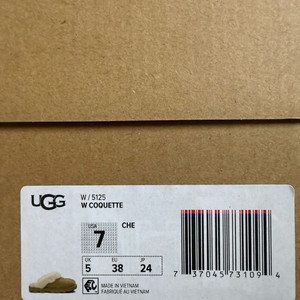 UGG
W / 5125
W COQUETTE
USA
7
CHE
UK
5
EU
38
JP
24
MADE IN VIETNAM
FABRIQUÉ AU VIETNAM
7 37045 73109 4